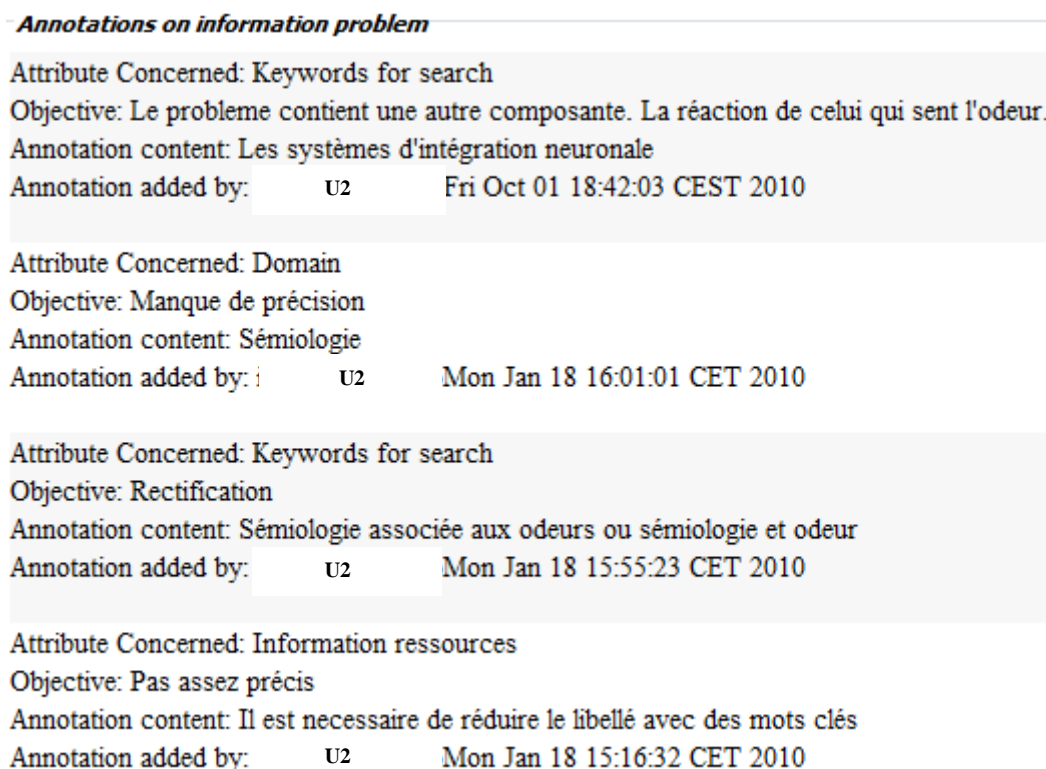 Annotations on information problem
Attribute Concerned: Keywords for search
Objective: Le probleme contient une autre composante. La réaction de celui qui sent l'odeur.
Annotation content: Les systèmes d'intégration neuronale
Annotation added by: U2 Fri Oct 01 18:42:03 CEST 2010
Attribute Concerned: Domain
Objective: Manque de précision
Annotation content: Sémiologie
Annotation added by: U2 Mon Jan 18 16:01:01 CET 2010
Attribute Concerned: Keywords for search
Objective: Rectification
Annotation content: Sémiologie associée aux odeurs ou sémiologie et odeur
Annotation added by: U2 Mon Jan 18 15:55:23 CET 2010
Attribute Concerned: Information ressources
Objective: Pas assez précis
Annotation content: Il est necessaire de réduire le libellé avec des mots clés
Annotation added by: U2 Mon Jan 18 15:16:32 CET 2010